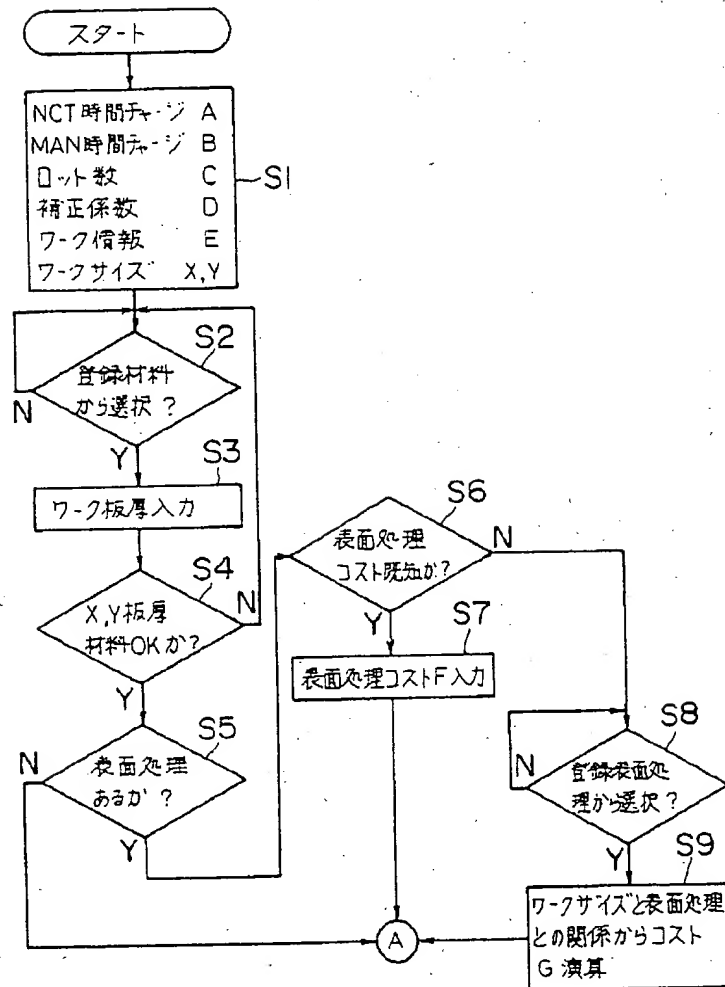 スタート
NCT時間チャージ A
MAN時間チャージ B
ロット数 C
補正係数 D
ワーク情報 E
ワークサイズ X,Y
S1
S2
登録材料
から選択?
N
Y
S3
ワーク板厚入力
S4
X,Y板厚
材料OKか?
N
Y
S5
表面処理
あるか?
N
Y
S6
表面処理
コスト既知か?
N
Y
S7
表面処理コストF入力
S8
登録表面処
理から選択?
N
Y
S9
ワークサイズと表面処理
との関係からコスト
G 演算
A